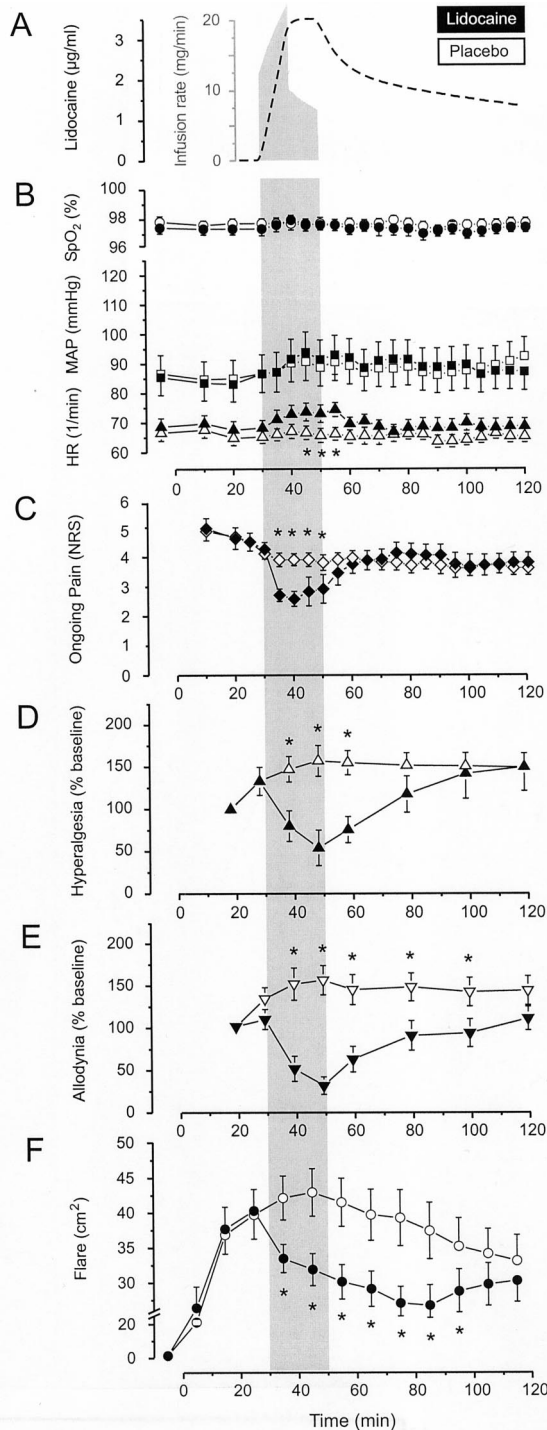 A
Lidocaine (µg/ml)
3
2
1
0
Infusion rate (mg/min)
20
10
0
Lidocaine
Placebo
B
SpO2 (%)
100
98
96
MAP (mmHg)
120
110
100
90
80
HR (1/min)
70
60
* * *
0 20 40 60 80 100 120
C
Ongoing Pain (NRS)
6
5
4
3
2
1
0
* * * *
0 20 40 60 80 100 120
D
Hyperalgesia (% baseline)
200
150
100
50
0
* * *
0 20 40 60 80 100 120
E
Allodynia (% baseline)
200
150
100
50
0
* * * * *
0 20 40 60 80 100 120
F
Flare (cm2)
50
45
40
35
30
20
0
* * * * * * *
0 20 40 60 80 100 120
Time (min)